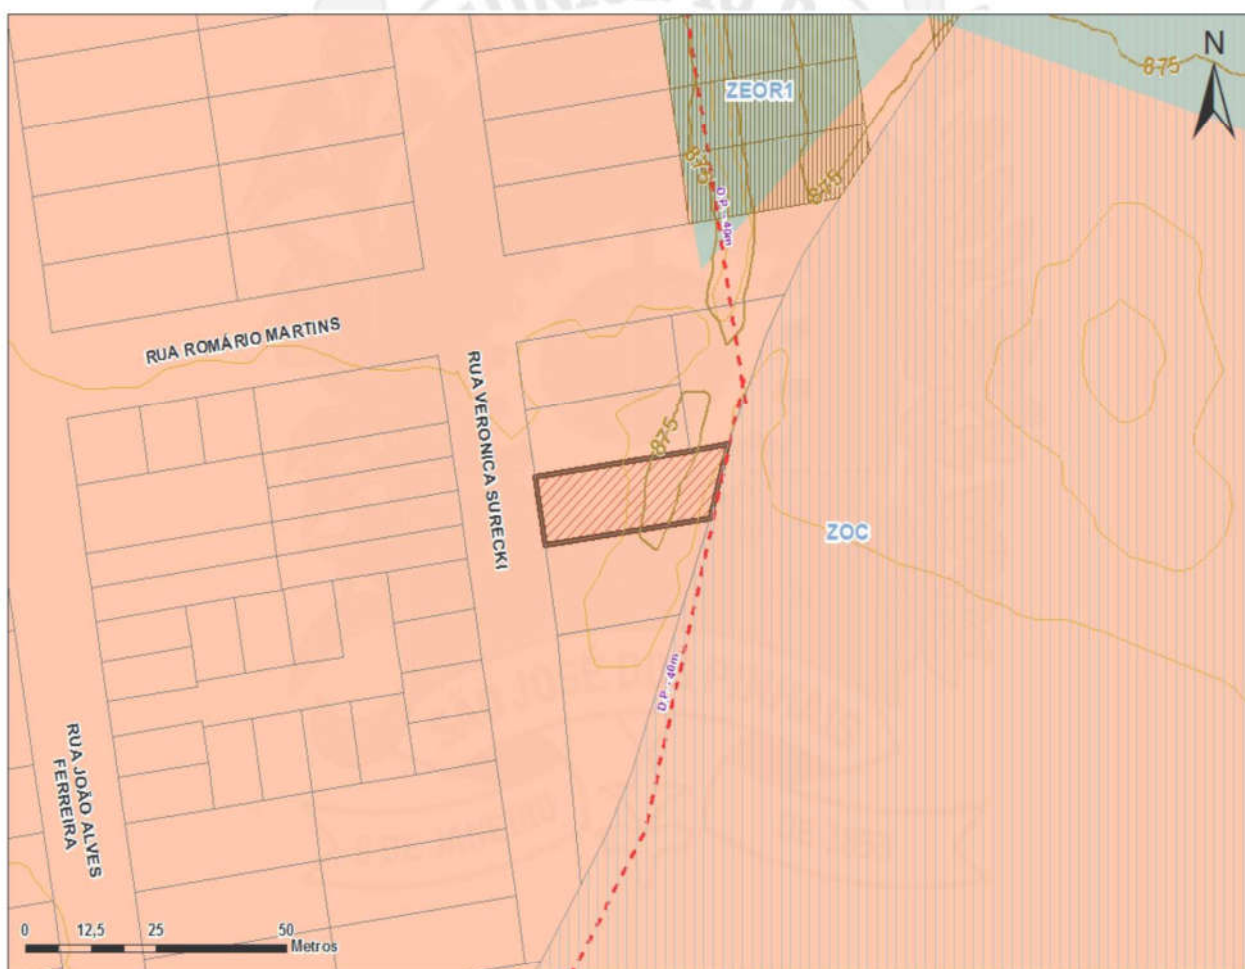 N
875
ZEOR1
875
875
D P - 40m
RUA ROMÁRIO MARTINS
RUA VERONICA SURECKI
875
ZOC
D P - 40m
RUA JOÃO ALVES
FERREIRA
0 12,5 25 50
Metros